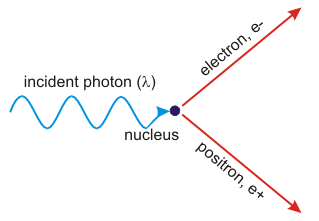 incident photon (λ)
nucleus
electron, e-
positron, e+